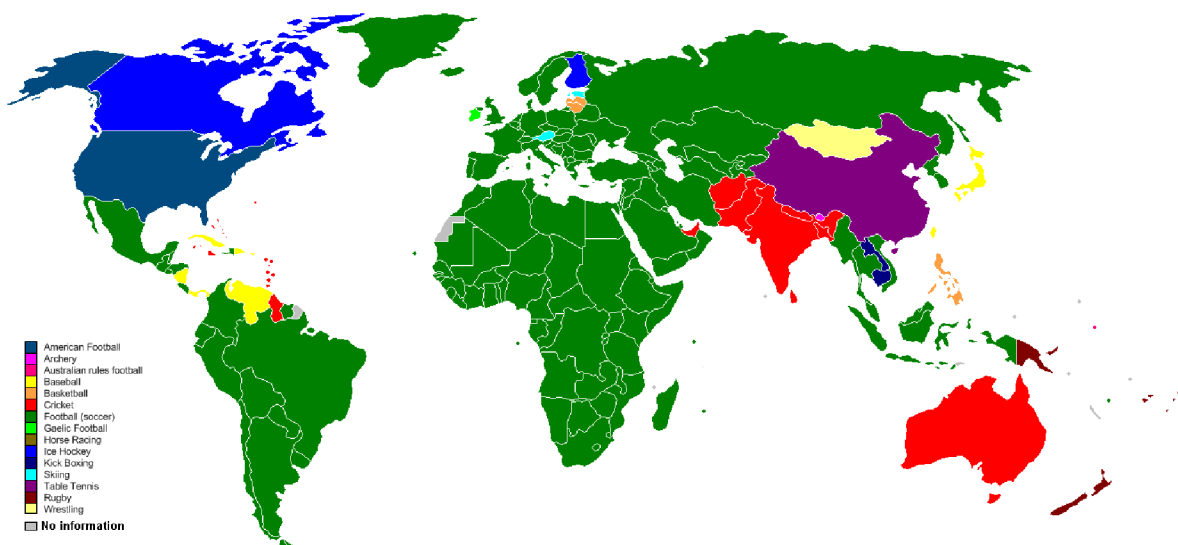 American Football
Archery
Australian rules football
Baseball
Basketball
Cricket
Football (soccer)
Gaelic Football
Horse Racing
Ice Hockey
Kick Boxing
Skiing
Table Tennis
Rugby
Wrestling
No information